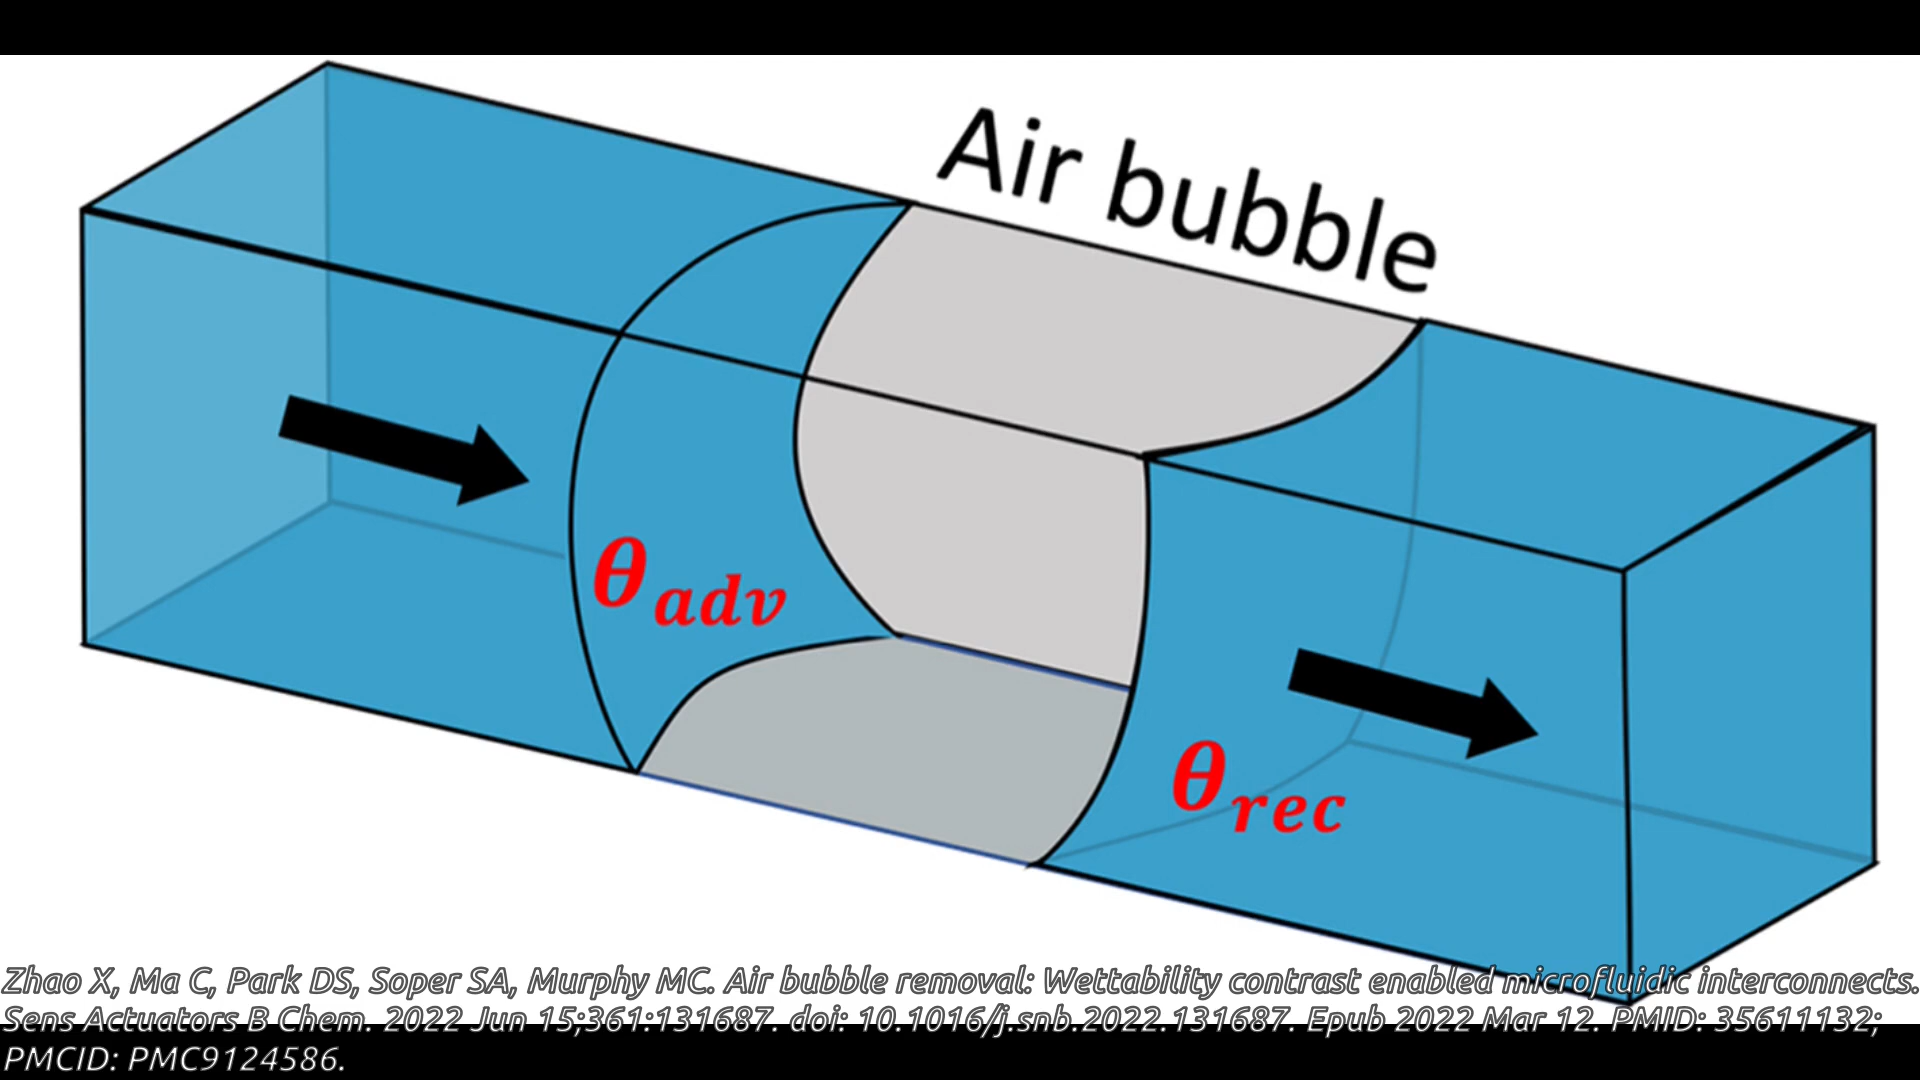 Air bubble
θadv
θrec
Zhao X, Ma C, Park DS, Soper SA, Murphy MC. Air bubble removal: Wettability contrast enabled microfluidic interconnects.
Sens Actuators B Chem. 2022 Jun 15;361:131687. doi: 10.1016/j.snb.2022.131687. Epub 2022 Mar 12. PMID: 35611132;
PMCID: PMC9124586.